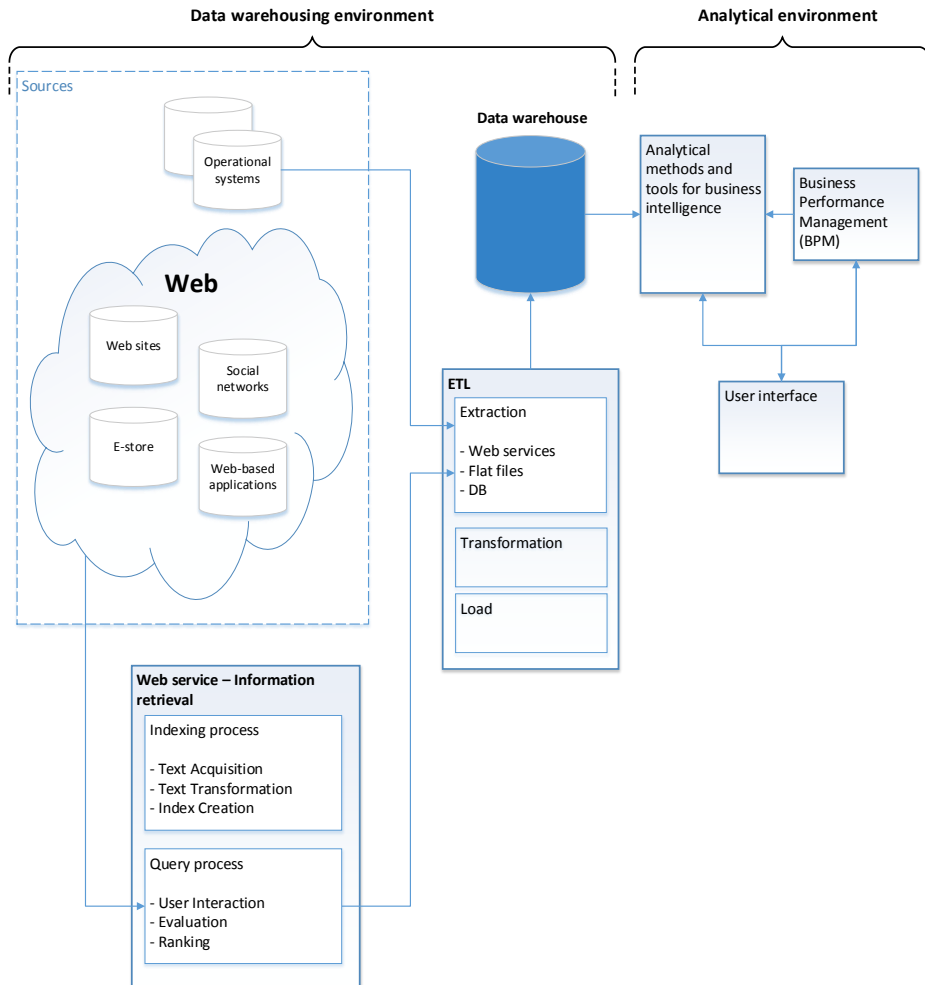 Data warehousing environment
Analytical environment
Sources
Operational
systems
Web
Web sites
Social
networks
E-store
Web-based
applications
Data warehouse
Analytical
methods and
tools for business
intelligence
Business
Performance
Management
(BPM)
User interface
ETL
Extraction
- Web services
- Flat files
- DB
Transformation
Load
Web service – Information
retrieval
Indexing process
- Text Acquisition
- Text Transformation
- Index Creation
Query process
- User Interaction
- Evaluation
- Ranking